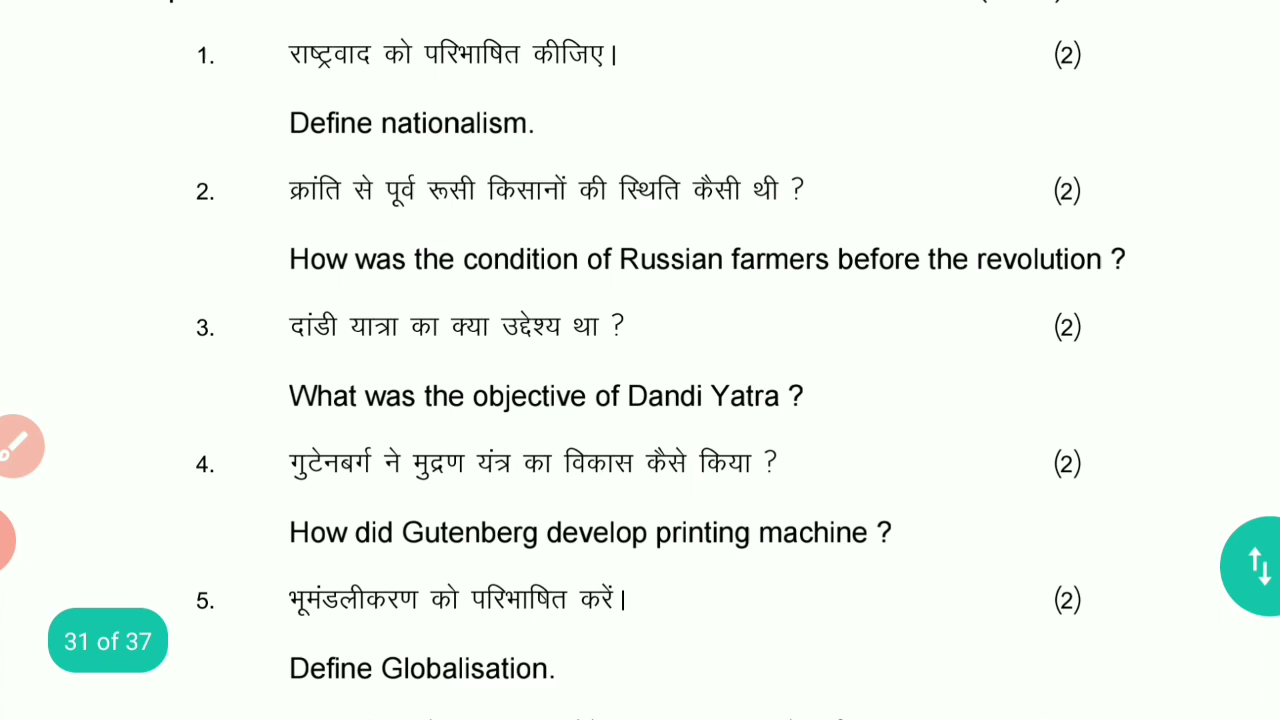 1. राष्ट्रवाद को परिभाषित कीजिए। (2)
Define nationalism.
2. क्रांति से पूर्व रूसी किसानों की स्थिति कैसी थी ? (2)
How was the condition of Russian farmers before the revolution ?
3. दांडी यात्रा का क्या उद्देश्य था ? (2)
What was the objective of Dandi Yatra ?
4. गुटेनबर्ग ने मुद्रण यंत्र का विकास कैसे किया ? (2)
How did Gutenberg develop printing machine ?
5. भूमंडलीकरण को परिभाषित करें। (2)
31 of 37
Define Globalisation.